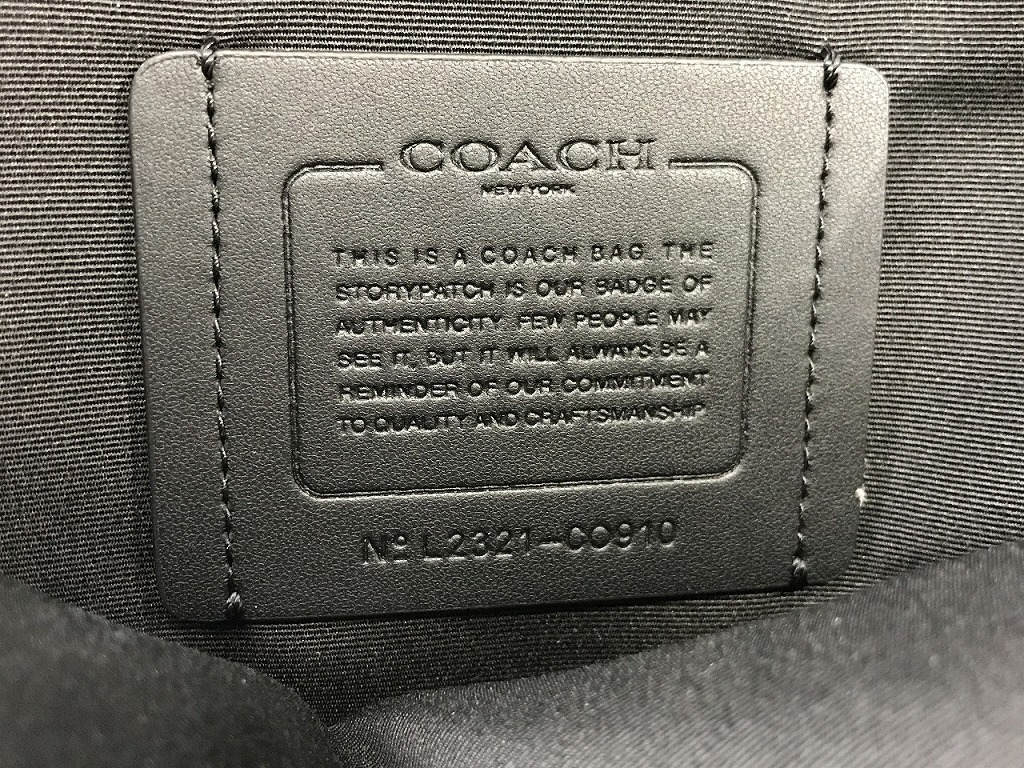 COACH
NEW YORK
THIS IS A COACH BAG. THE
STORYPATCH IS OUR BADGE OF
AUTHENTICITY. FEW PEOPLE MAY
SEE IT, BUT IT WILL ALWAYS BE A
REMINDER OF OUR COMMITMENT
TO QUALITY AND CRAFTSMANSHIP.
Nº L2321-CO910